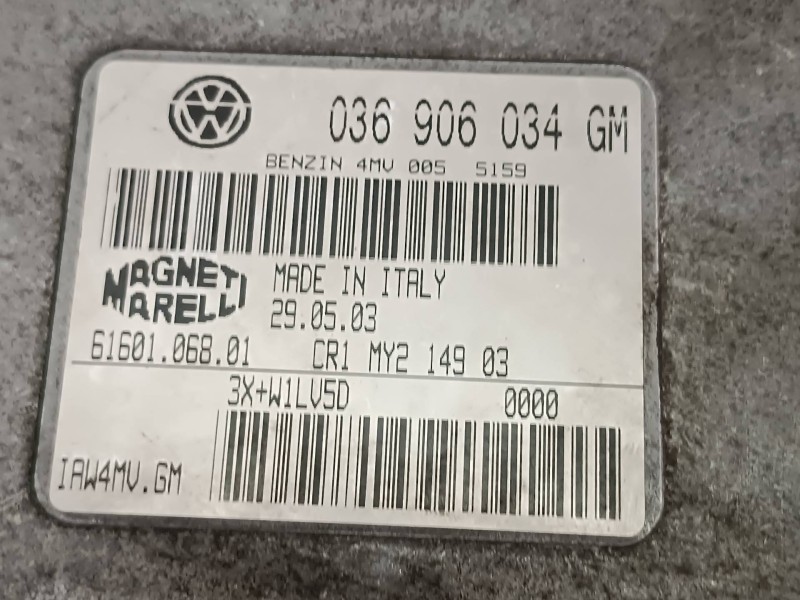 036 906 034 GM
BENZIN 4MV 005 5159
MAGNETI
MARELLI
MADE IN ITALY
29.05.03
61601.068.01 CR1 MY2 149 03
3X+W1LV5D 0000
IAW4MV.GM